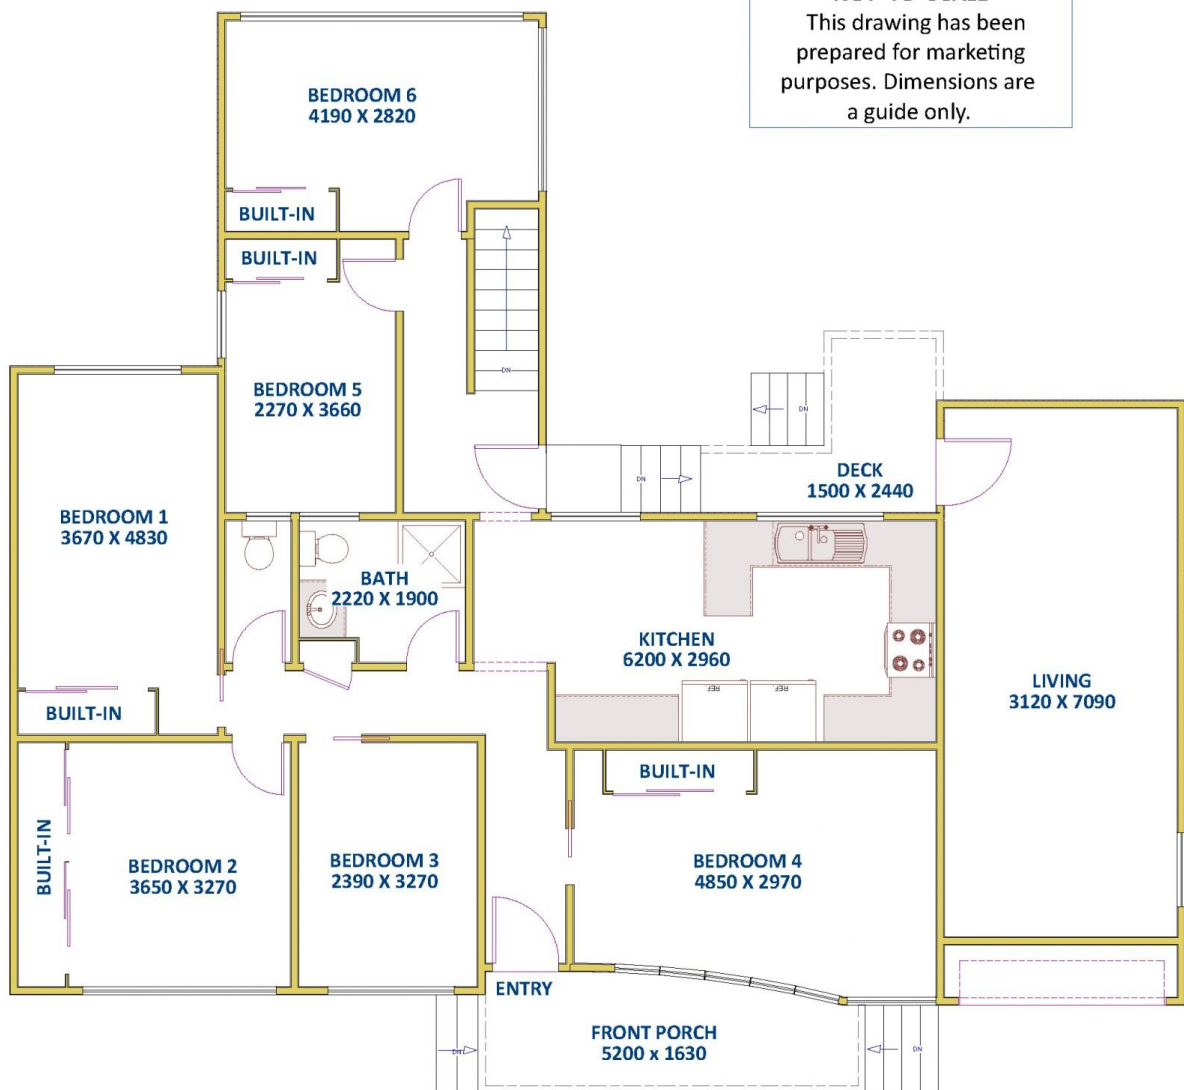 This drawing has been
prepared for marketing
purposes. Dimensions are
a guide only.
BEDROOM 6
4190 X 2820
BUILT-IN
BUILT-IN
BEDROOM 5
2270 X 3660
DN
DN
DN
DECK
1500 X 2440
BEDROOM 1
3670 X 4830
BATH
2220 X 1900
KITCHEN
6200 X 2960
REF
REF
LIVING
3120 X 7090
BUILT-IN
BUILT-IN
BUILT-IN
BEDROOM 2
3650 X 3270
BEDROOM 3
2390 X 3270
BEDROOM 4
4850 X 2970
ENTRY
FRONT PORCH
5200 x 1630
DN
DN